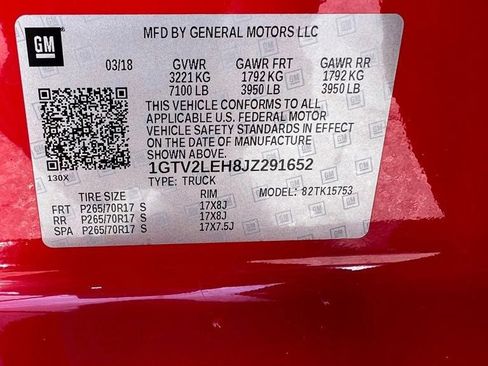 GM
MFD BY GENERAL MOTORS LLC
03/18 GVWR GAWR FRT GAWR RR
3221 KG 1792 KG 1792 KG
7100 LB 3950 LB 3950 LB
THIS VEHICLE CONFORMS TO ALL
APPLICABLE U.S. FEDERAL MOTOR
VEHICLE SAFETY STANDARDS IN EFFECT
ON THE DATE OF MANUFACTURE
SHOWN ABOVE.
1GTV2LEH8JZ291652
130X
TYPE: TRUCK
TIRE SIZE RIM MODEL: 82TK15753
FRT P265/70R17 S 17X8J
RR P265/70R17 S 17X8J
SPA P265/70R17 S 17X7.5J